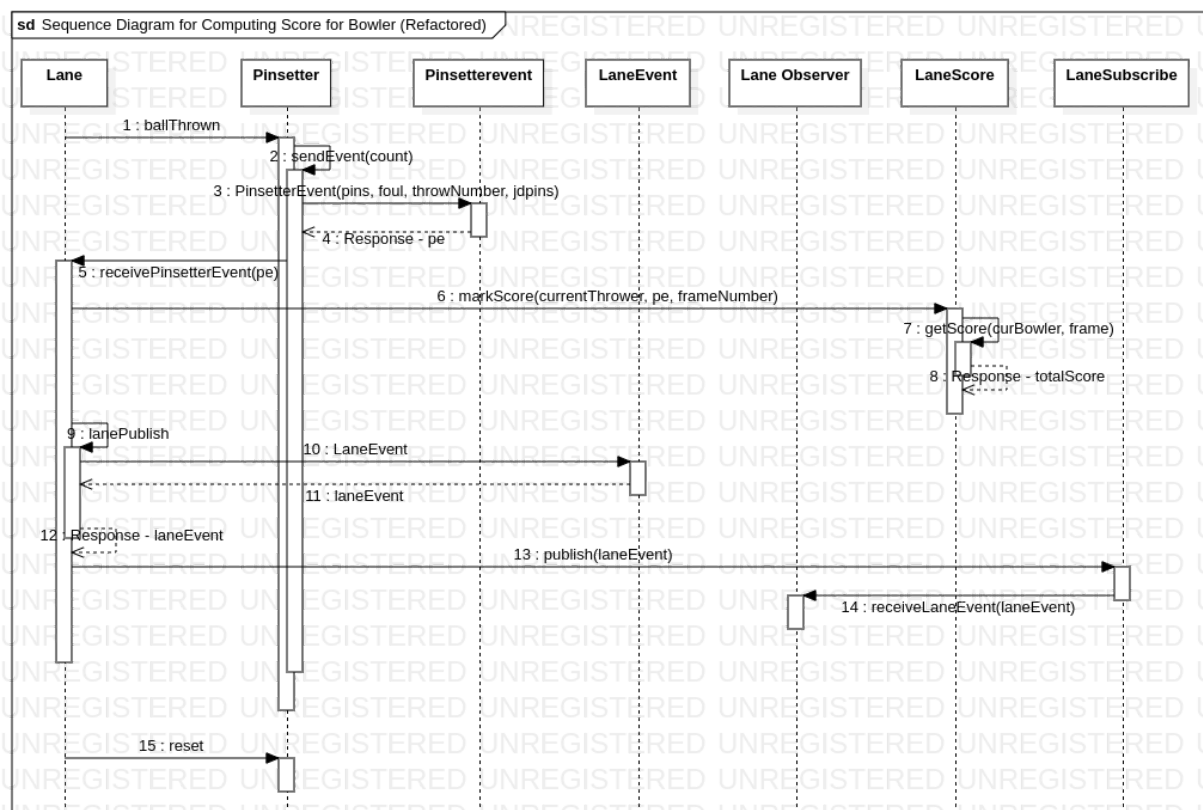 sd Sequence Diagram for Computing Score for Bowler (Refactored)
Lane Pinsetter Pinsetterevent LaneEvent Lane Observer LaneScore LaneSubscribe
1 : ballThrown
2 : sendEvent(count)
3 : PinsetterEvent(pins, foul, throwNumber, jdpins)
4 : Response - pe
5 : receivePinsetterEvent(pe)
6 : markScore(currentThrower, pe, frameNumber)
7 : getScore(curBowler, frame)
8 : Response - totalScore
9 : lanePublish
10 : LaneEvent
11 : laneEvent
12 : Response - laneEvent
13 : publish(laneEvent)
14 : receiveLaneEvent(laneEvent)
15 : reset
UNREGISTERED